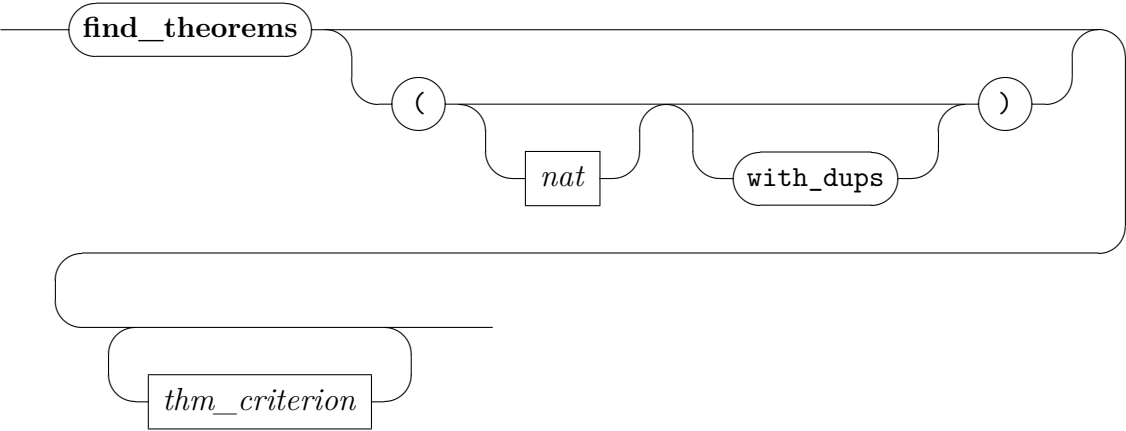 find_theorems
( )
nat with_dups
thm_criterion